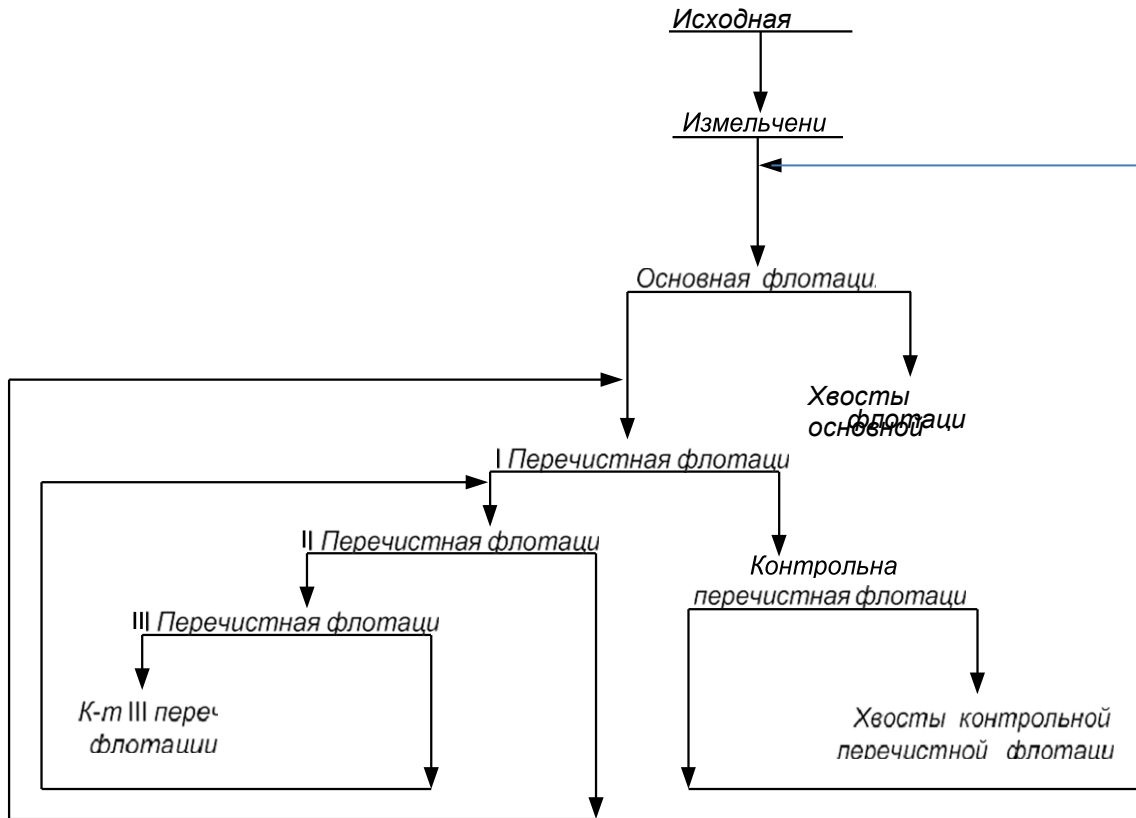 Исходная
Измельчени
Основная флотаци
Хвосты
основной
флотаци
I Перечистная флотаци
II Перечистная флотаци
Контрольна
перечистная флотаци
III Перечистная флотаци
К-т III переч
флотации
Хвосты контрольной
перечистной флотаци